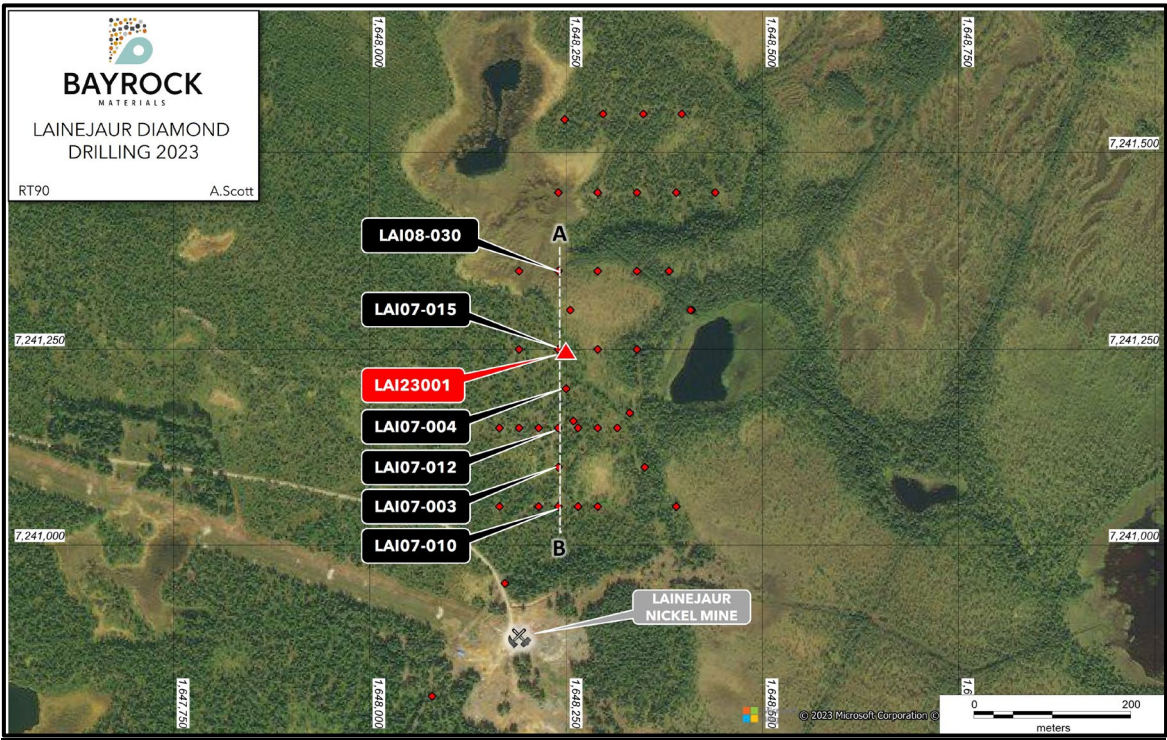 BAYROCK
MATERIALS
LAINEJAUR DIAMOND
DRILLING 2023
RT90 A.Scott
1,648,000
1,648,250
1,648,500
1,648,750
7,241,500
A
LAI08-030
LAI07-015
7,241,250
7,241,250
LAI23001
LAI07-004
LAI07-012
LAI07-003
LAI07-010
7,241,000
7,241,000
B
LAINEJAUR
NICKEL MINE
1,647,750
1,648,000
1,648,250
1,648,500
© 2023 Microsoft Corporation ©
0 200
meters